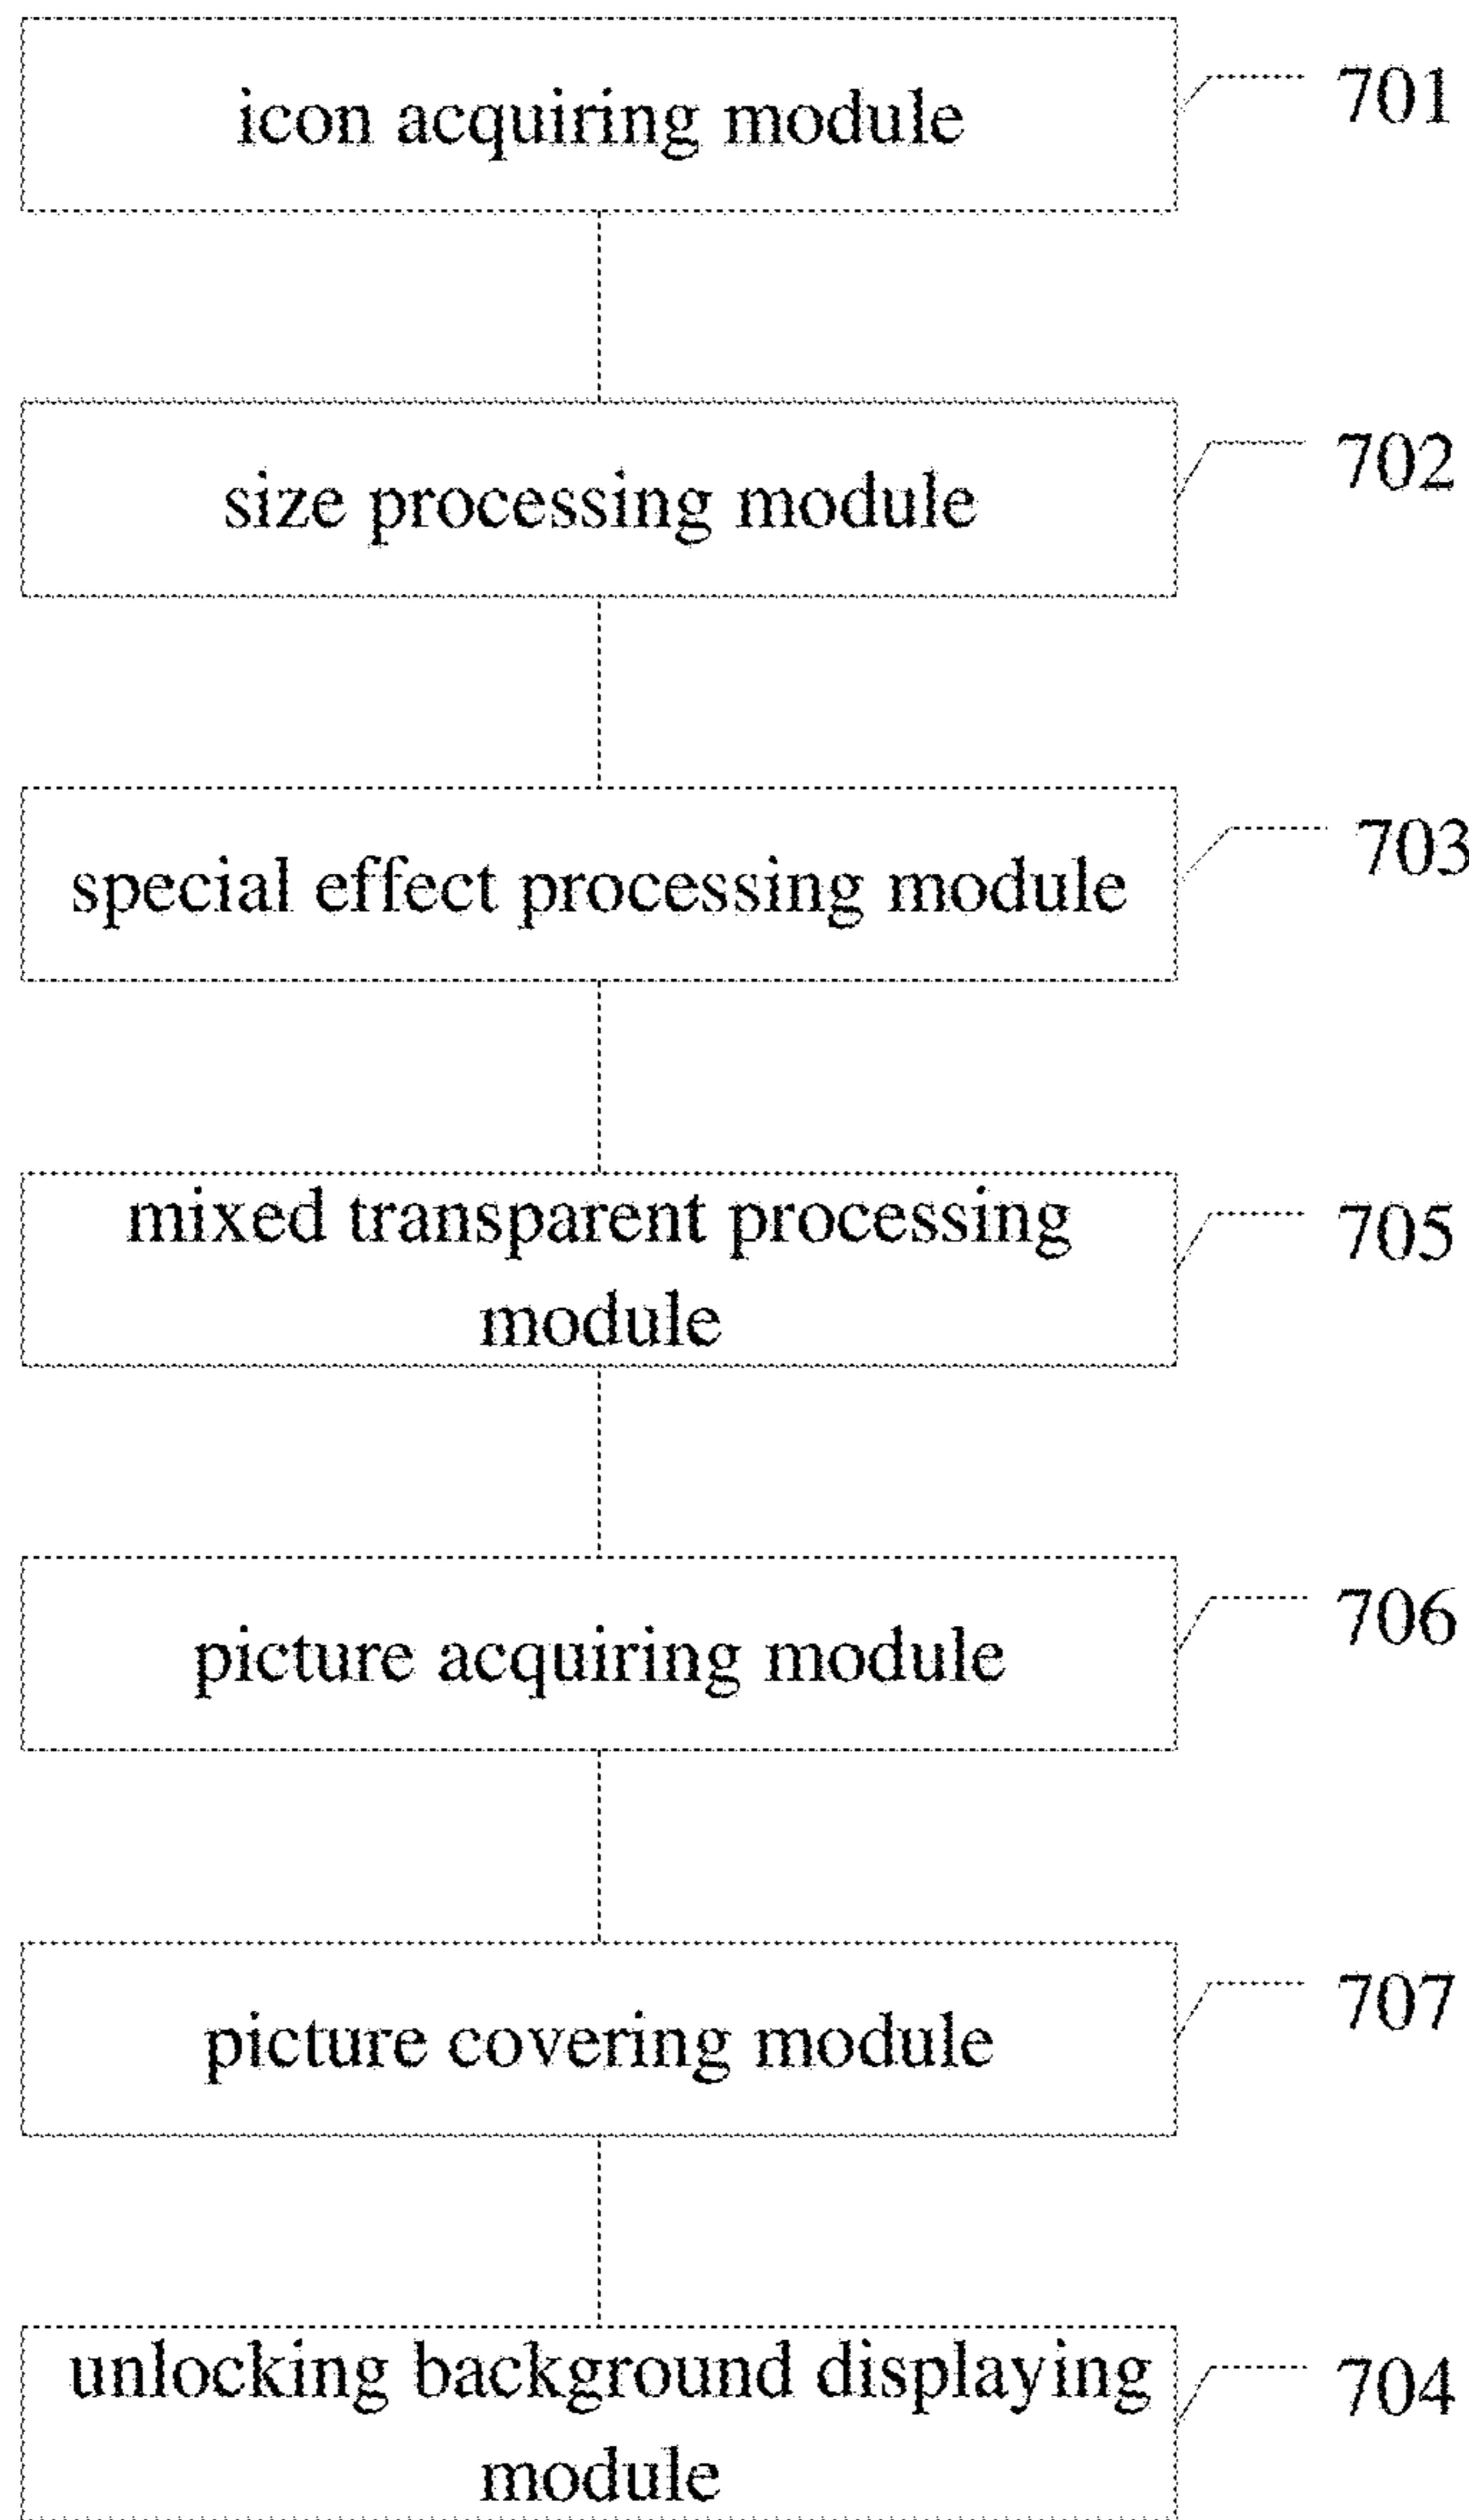 icon acquiring module
701
size processing module
702
special effect processing module
703
mixed transparent processing
module
705
picture acquiring module
706
picture covering module
707
unlocking background displaying
module
704